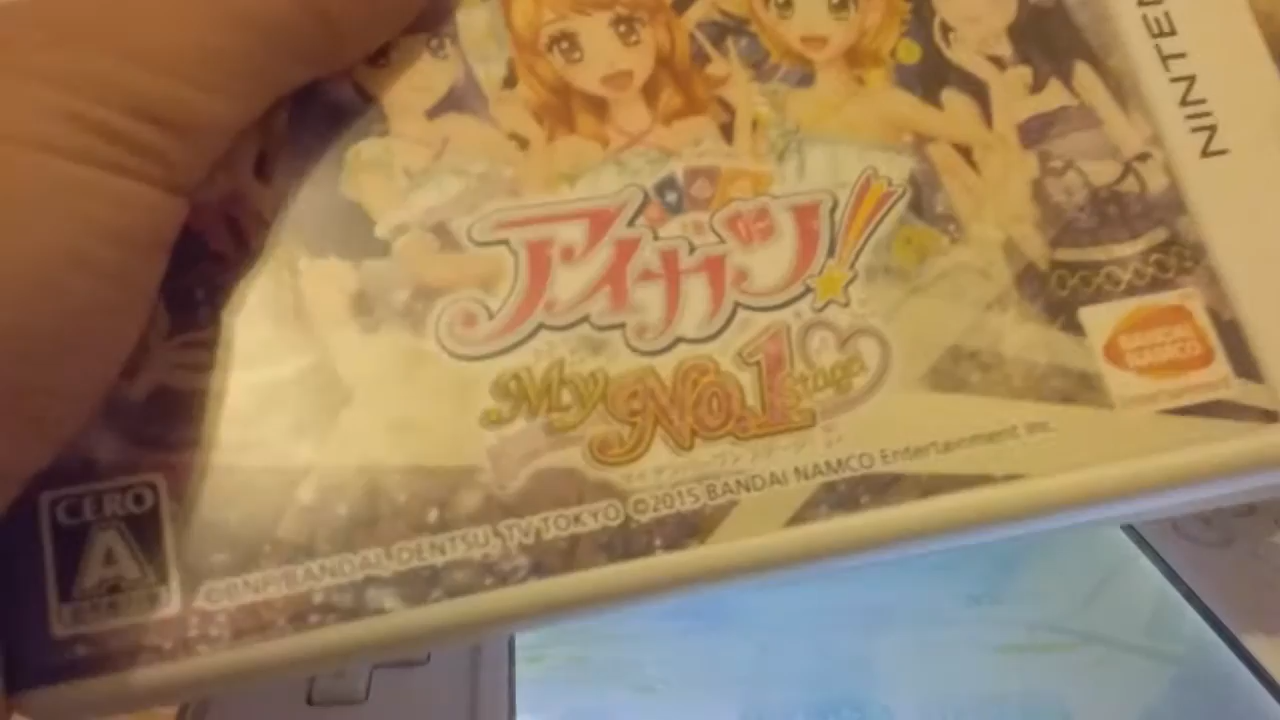 NINTEN
アイカツ!
My No.1 Stage
BANDAI
NAMCO
CERO
A
©BNP/BANDAI, DENTSU, TV TOKYO ©2015 BANDAI NAMCO Entertainment Inc.